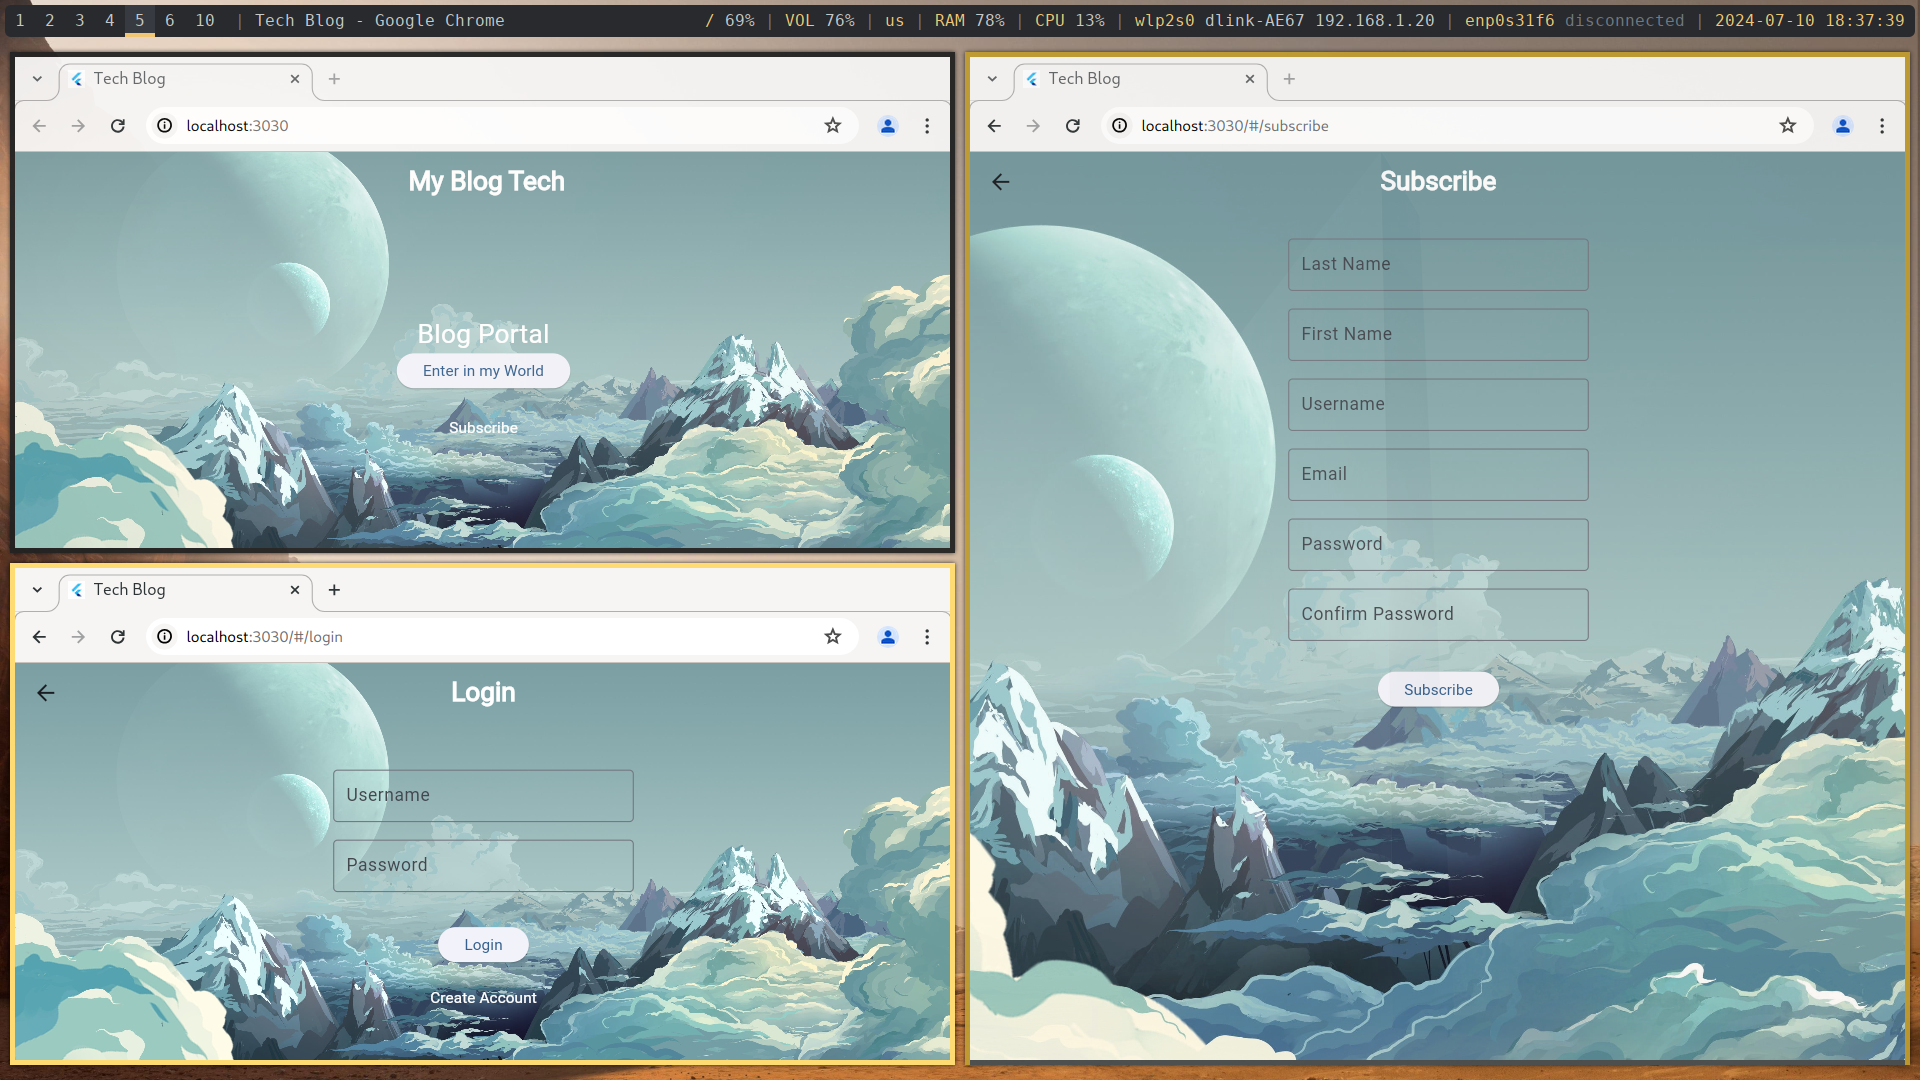 1 2 3 4 5 6 10 | Tech Blog - Google Chrome
/ 69% | VOL 76% | us | RAM 78% | CPU 13% | wlp2s0 dlink-AE67 192.168.1.20 | enp0s31f6 disconnected | 2024-07-10 18:37:39
Tech Blog
localhost:3030
My Blog Tech
Blog Portal
Enter in my World
Subscribe
Tech Blog
localhost:3030/#/login
Login
Username
Password
Login
Create Account
Tech Blog
localhost:3030/#/subscribe
Subscribe
Last Name
First Name
Username
Email
Password
Confirm Password
Subscribe